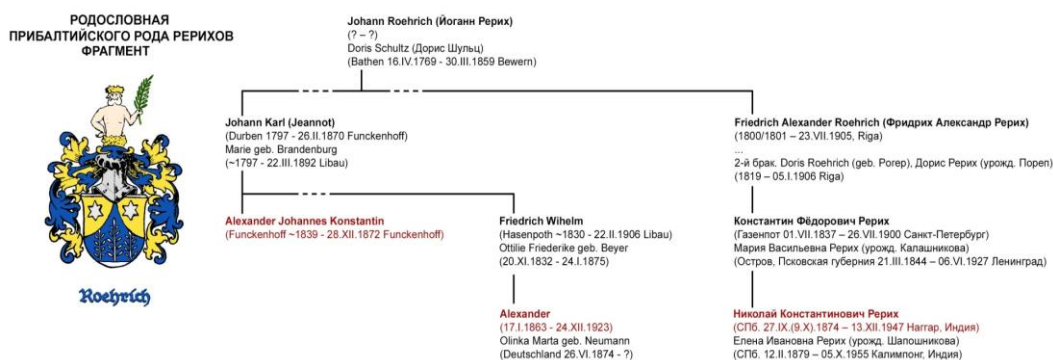 РОДОСЛОВНАЯ
ПРИБАЛТИЙСКОГО РОДА РЕРИХОВ
ФРАГМЕНТ
Johann Roehrich (Йоганн Рерих)
(? – ?)
Doris Schultz (Дорис Шульц)
(Bathen 16.IV.1769 - 30.III.1859 Bewern)
Johann Karl (Jeannot)
(Durben 1797 - 26.II.1870 Funckenhoff)
Marie geb. Brandenburg
(~1797 - 22.III.1892 Libau)
Friedrich Alexander Roehrich (Фридрих Александр Рерих)
(1800/1801 – 23.VII.1905, Riga)
...
2-й брак. Doris Roehrich (geb. Porep), Дорис Рерих (урожд. Пореп)
(1819 – 05.I.1906 Riga)
Alexander Johannes Konstantin
(Funckenhoff ~1839 - 28.XII.1872 Funckenhoff)
Friedrich Wihelm
(Hasenpoth ~1830 - 22.II.1906 Libau)
Ottilie Friederike geb. Beyer
(20.XI.1832 - 24.I.1875)
Константин Фёдорович Рерих
(Газенпот 01.VII.1837 - 26.VII.1900 Санкт-Петербург)
Мария Васильевна Рерих (урожд. Калашникова)
(Остров, Псковская губерния 21.III.1844 – 06.VI.1927 Ленинград)
Roehrich
Alexander
(17.I.1863 - 24.XII.1923)
Olinka Marta geb. Neumann
(Deutschland 26.VI.1874 - ?)
Николай Константинович Рерих
(СПб. 27.IX.(9.X).1874 – 13.XII.1947 Наггар, Индия)
Елена Ивановна Рерих (урожд. Шапошникова)
(СПб. 12.II.1879 – 05.X.1955 Калимпонг, Индия)